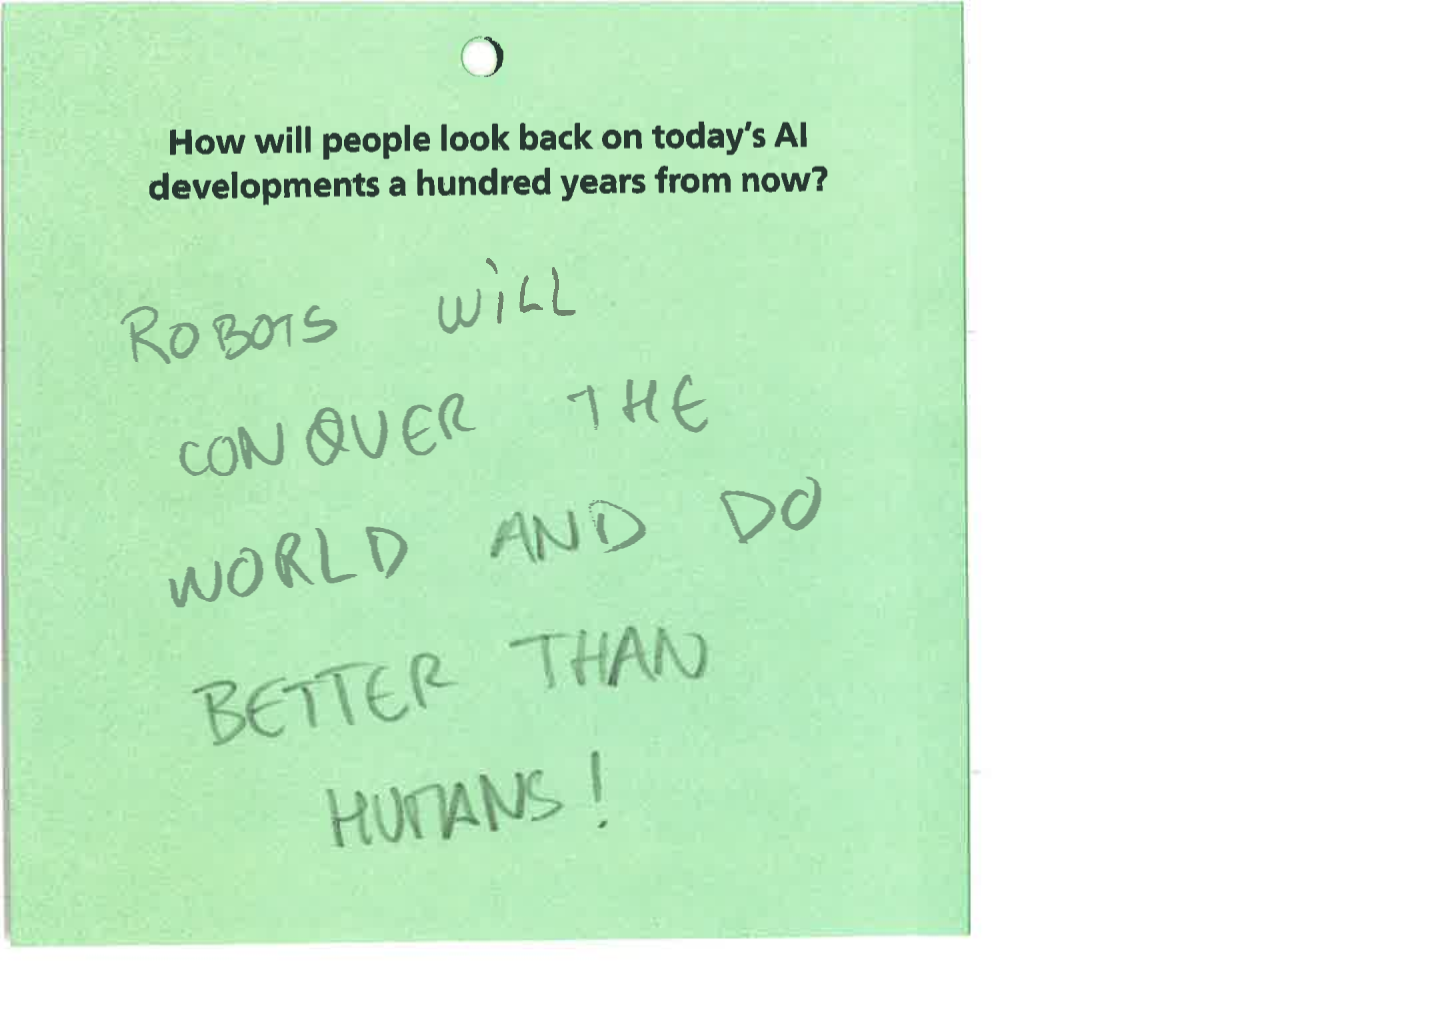 How will people look back on today's AI
developments a hundred years from now?
ROBOTS WILL
CONQUER THE
WORLD AND DO
BETTER THAN
HUMANS!